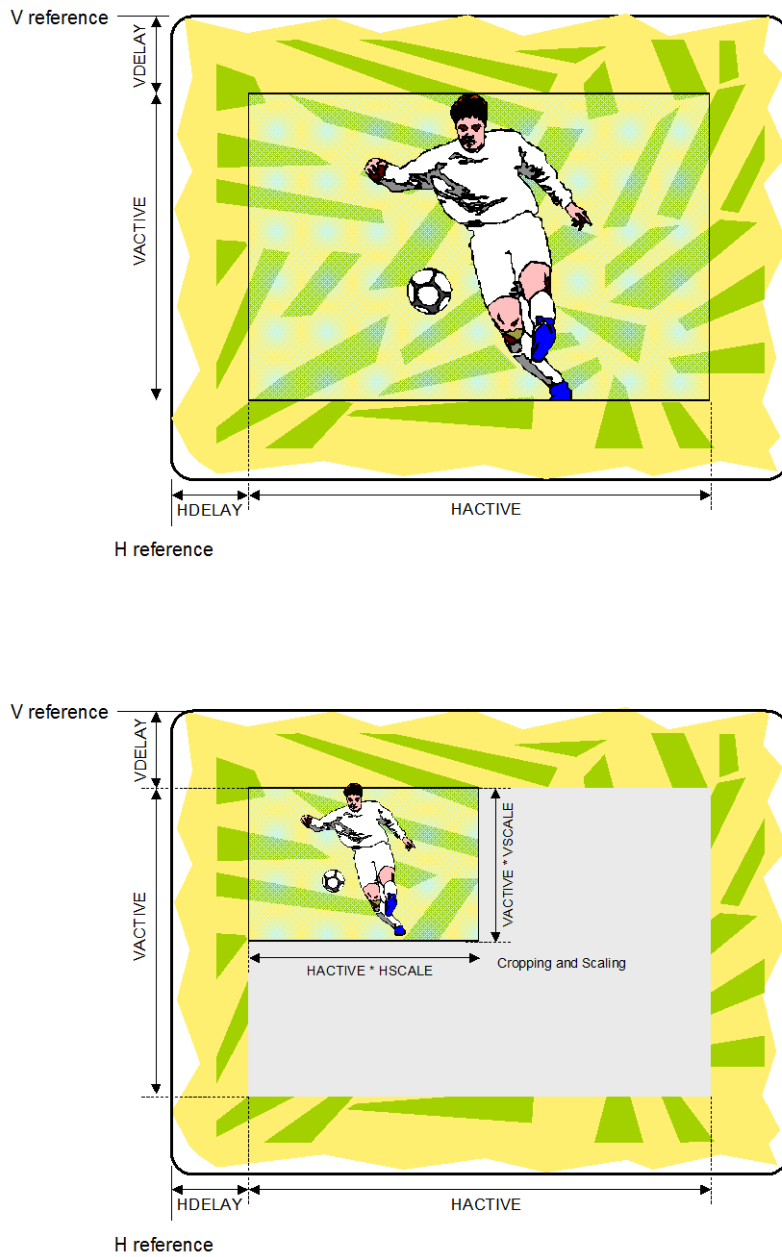 V reference
VDELAY
VACTIVE
HDELAY
HACTIVE
H reference
V reference
VDELAY
VACTIVE
VACTIVE * VSCALE
HACTIVE * HSCALE
Cropping and Scaling
HDELAY
HACTIVE
H reference